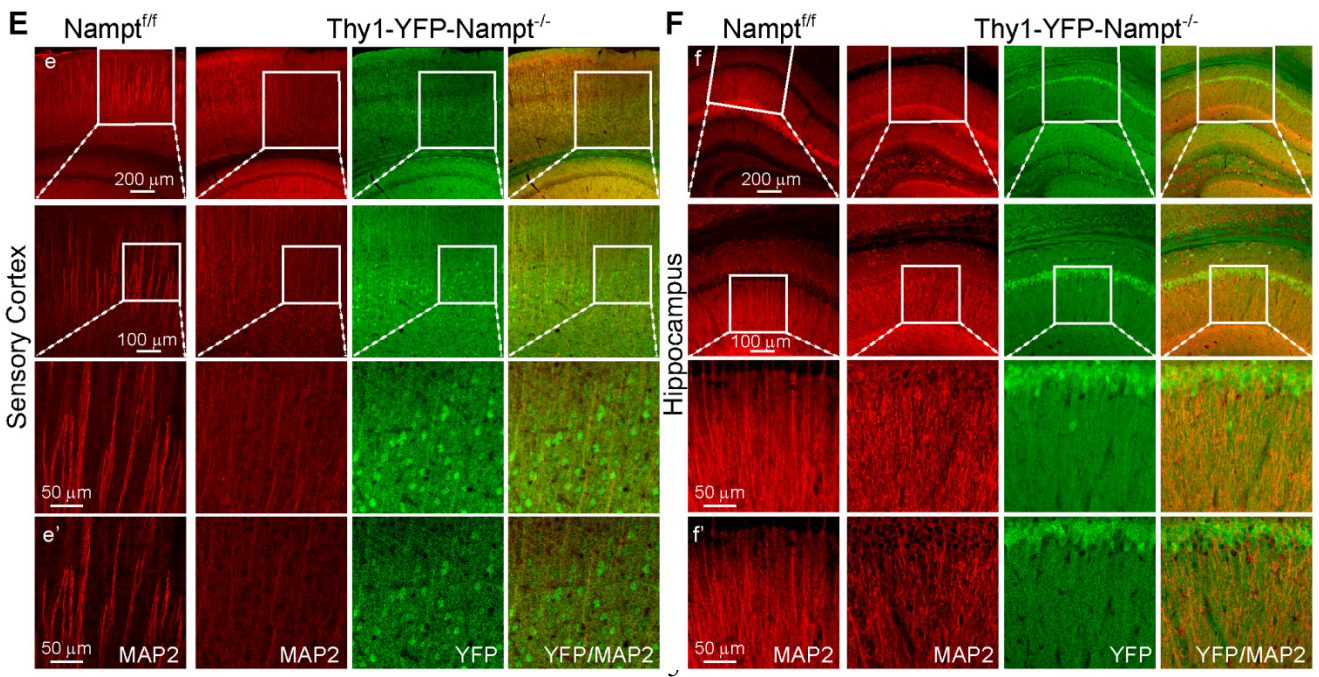 E
Nampt^f/f
Thy1-YFP-Nampt^-/-
Sensory Cortex
e
200 μm
100 μm
50 μm
e'
50 μm
MAP2
MAP2
YFP
YFP/MAP2
F
Nampt^f/f
Thy1-YFP-Nampt^-/-
Hippocampus
f
200 μm
100 μm
50 μm
f'
50 μm
MAP2
MAP2
YFP
YFP/MAP2